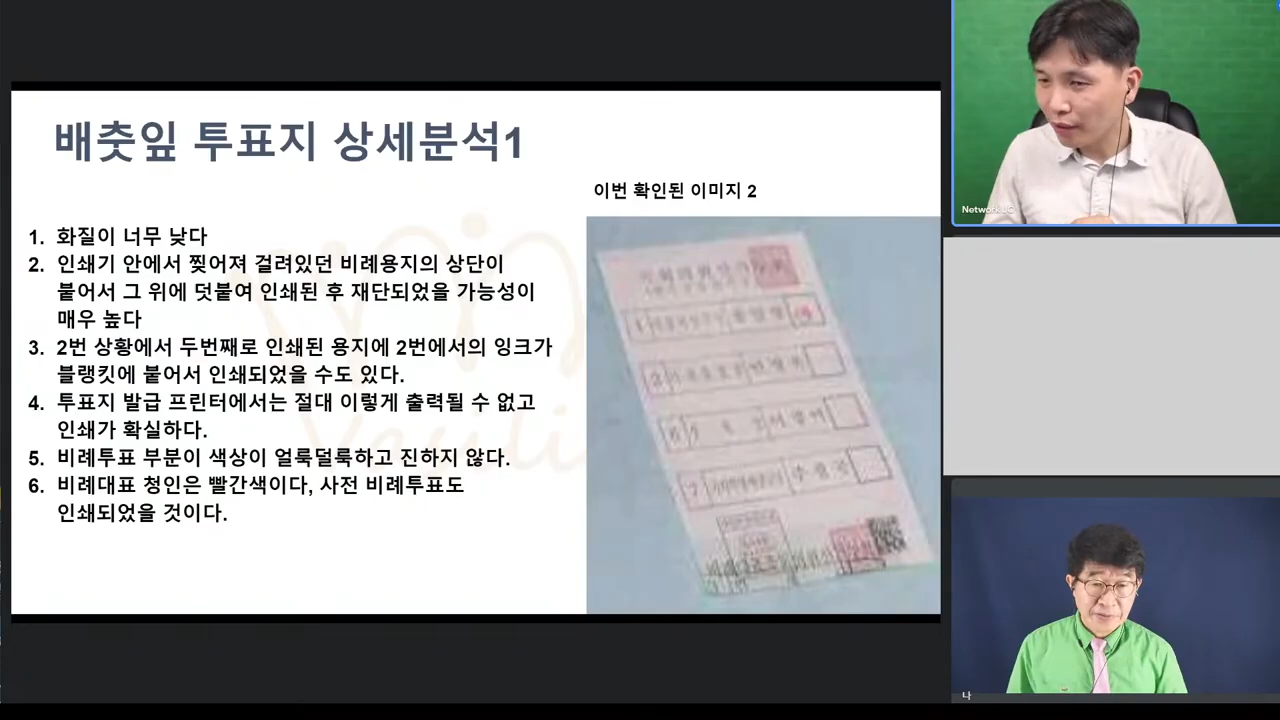 배춧잎 투표지 상세분석1
이번 확인된 이미지 2
1. 화질이 너무 낮다
2. 인쇄기 안에서 찢어져 걸려있던 비례용지의 상단이
붙어서 그 위에 덧붙여 인쇄된 후 재단되었을 가능성이
매우 높다
3. 2번 상황에서 두번째로 인쇄된 용지에 2번에서의 잉크가
블랭킷에 붙어서 인쇄되었을 수도 있다.
4. 투표지 발급 프린터에서는 절대 이렇게 출력될 수 없고
인쇄가 확실하다.
5. 비례투표 부분이 색상이 얼룩덜룩하고 진하지 않다.
6. 비례대표 청인은 빨간색이다, 사전 비례투표도
인쇄되었을 것이다.
Network
나